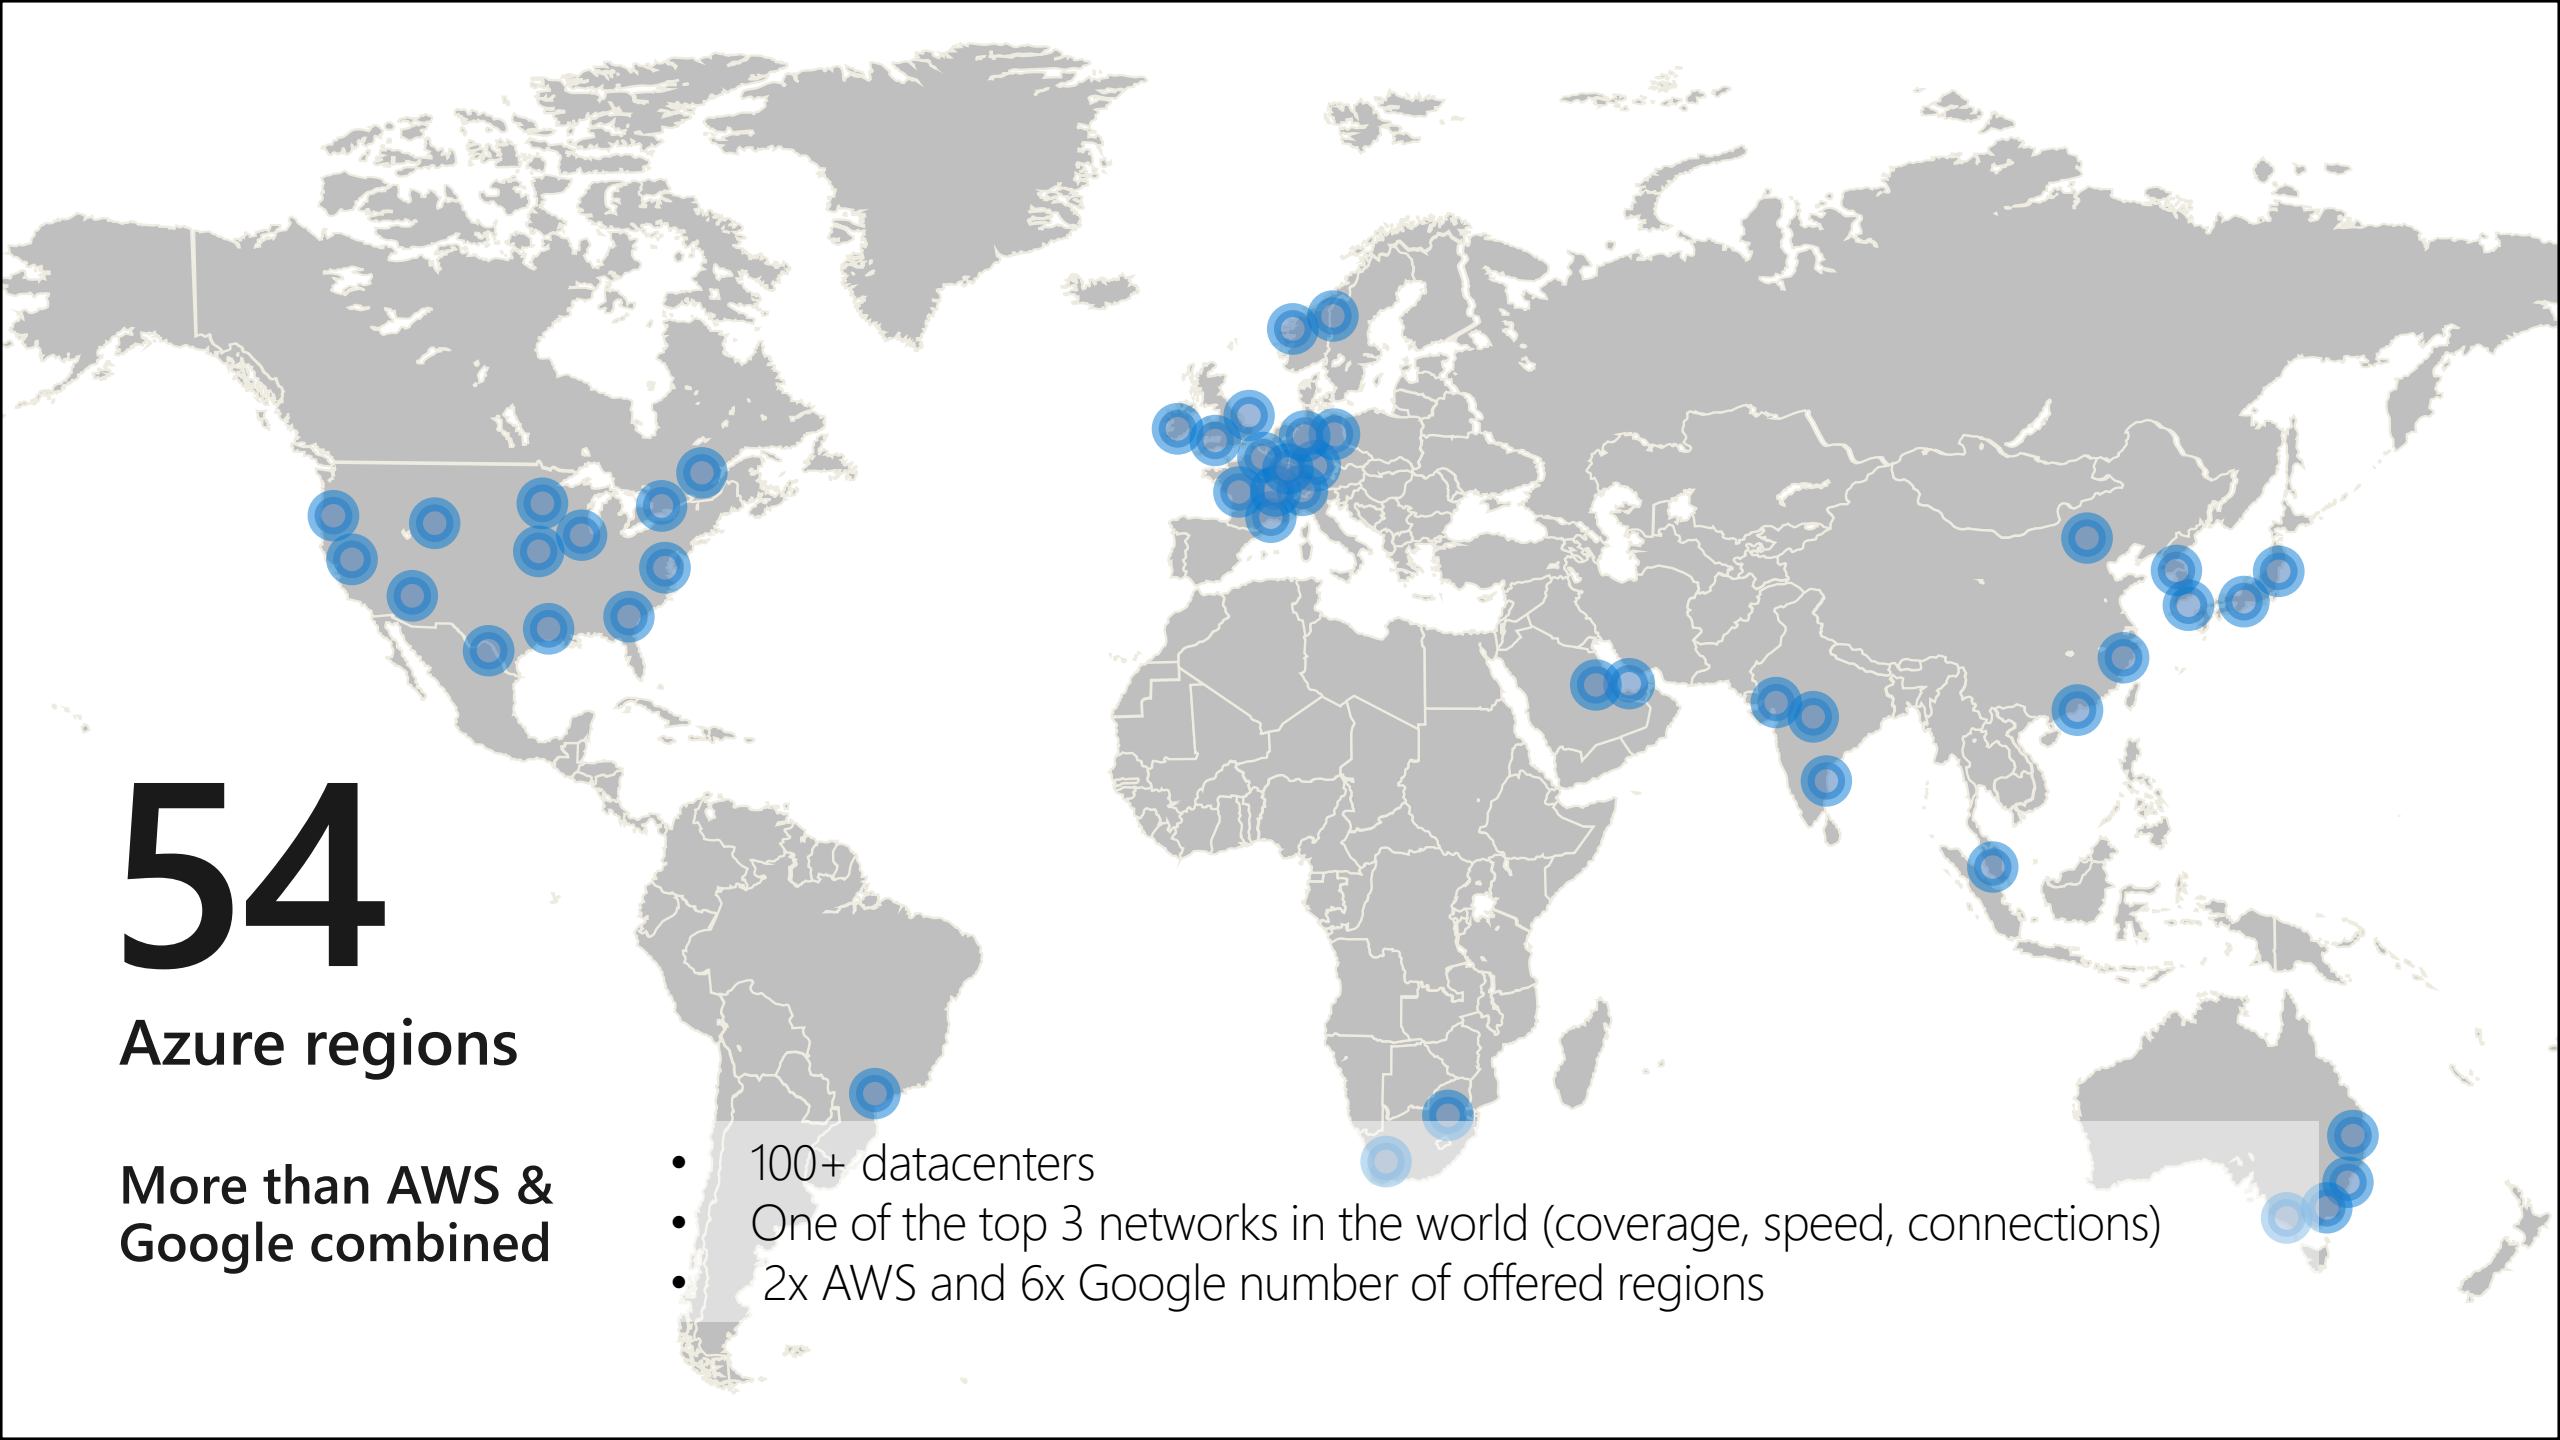 54
Azure regions
More than AWS &
Google combined
• 100+ datacenters
• One of the top 3 networks in the world (coverage, speed, connections)
• 2x AWS and 6x Google number of offered regions